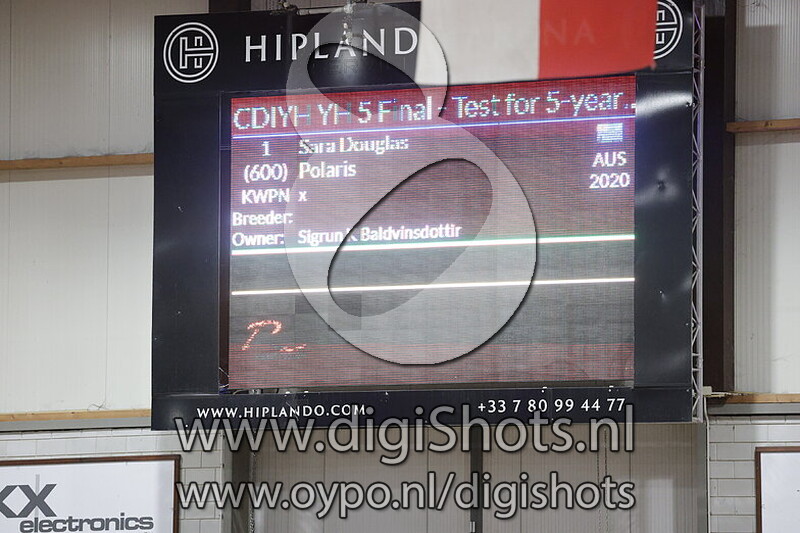 HIPLANDO
CDIYH YH 5 Final - Test for 5-year...
1 Sara Douglas
(600) Polaris AUS
KWPN x 2020
Breeder:
Owner: Sigrun K Baldvinsdottir
WWW.HIPLANDO.COM +33 7 80 99 44 77
www.digiShots.nl
www.oypo.nl/digishots
electronics